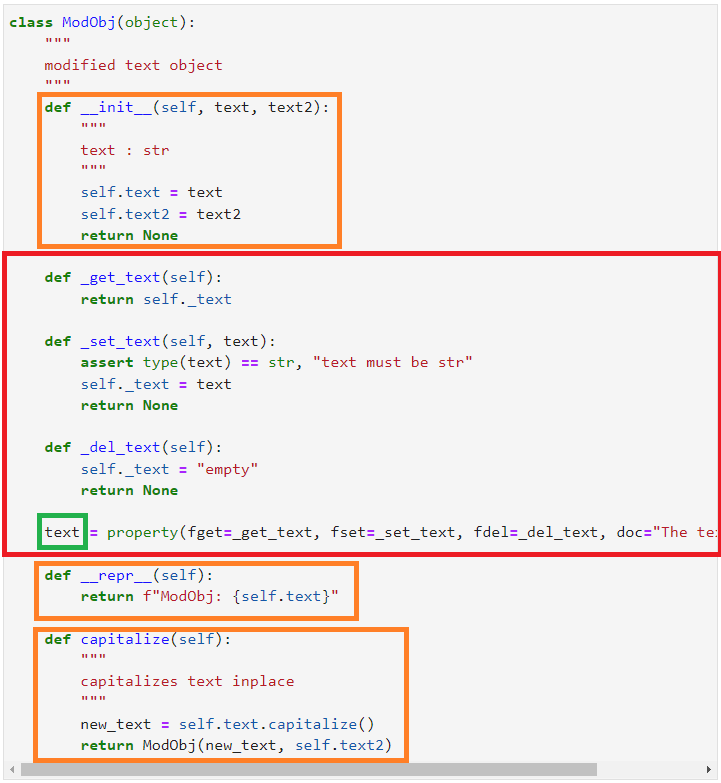 class ModObj(object):
    """
    modified text object
    """
    def __init__(self, text, text2):
        """
        text : str
        """
        self.text = text
        self.text2 = text2
        return None
    def _get_text(self):
        return self._text
    def _set_text(self, text):
        assert type(text) == str, "text must be str"
        self._text = text
        return None
    def _del_text(self):
        self._text = "empty"
        return None
    text = property(fget=_get_text, fset=_set_text, fdel=_del_text, doc="The
    def __repr__(self):
        return f"ModObj: {self.text}"
    def capitalize(self):
        """
        capitalizes text inplace
        """
        new_text = self.text.capitalize()
        return ModObj(new_text, self.text2)